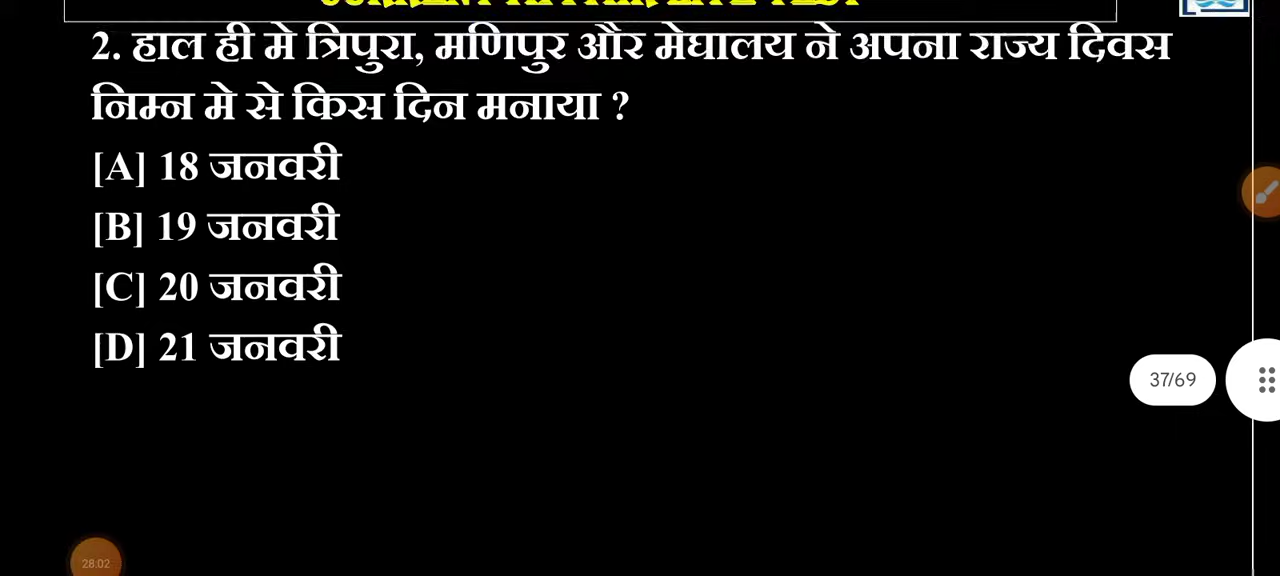 2. हाल ही मे त्रिपुरा, मणिपुर और मेघालय ने अपना राज्य दिवस
निम्न मे से किस दिन मनाया ?
[A] 18 जनवरी
[B] 19 जनवरी
[C] 20 जनवरी
[D] 21 जनवरी
37/69
28.02